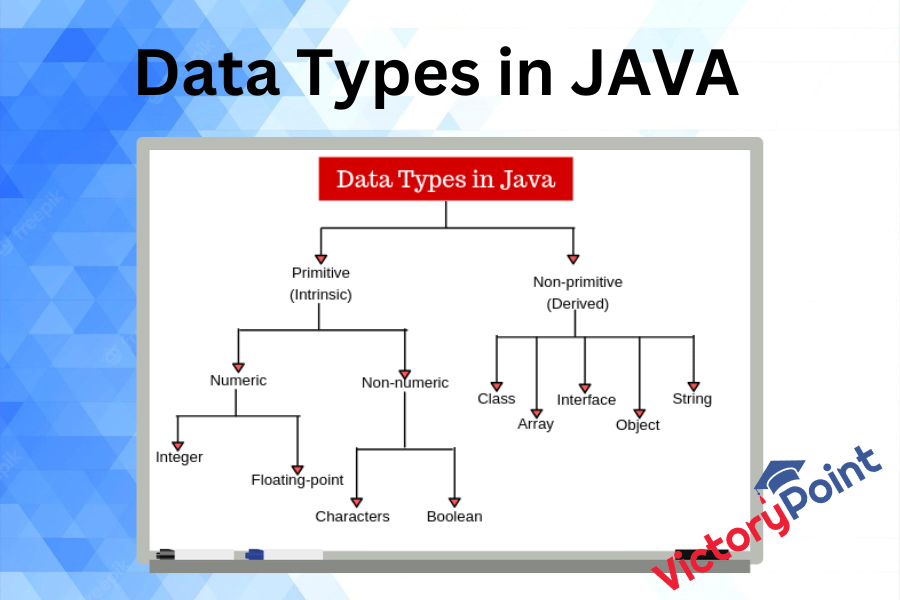 Data Types in JAVA
Data Types in Java
Primitive
(Intrinsic)
Non-primitive
(Derived)
Numeric
Non-numeric
Class
Interface
String
Array
Object
Integer
Floating-point
Characters
Boolean
VictoryPoint
freepik